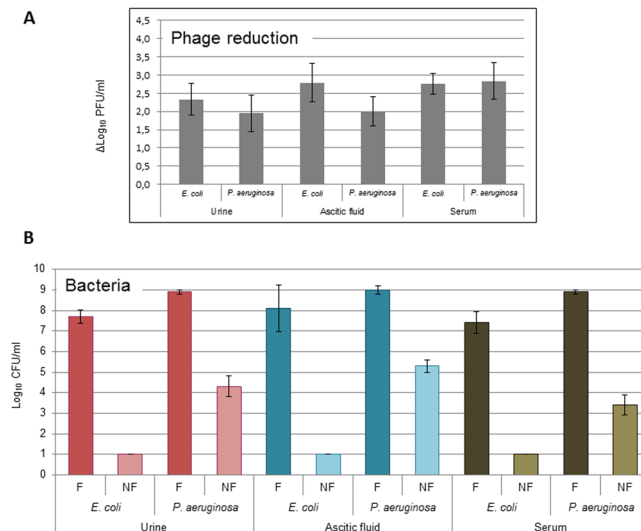 A
Phage reduction
ΔLog₁₀ PFU/ml
4,5
4,0
3,5
3,0
2,5
2,0
1,5
1,0
0,5
0,0
E. coli P. aeruginosa E. coli P. aeruginosa E. coli P. aeruginosa
Urine Ascitic fluid Serum
B
Bacteria
Log₁₀ CFU/ml
10
9
8
7
6
5
4
3
2
1
0
F NF F NF F NF F NF F NF F NF
E. coli P. aeruginosa E. coli P. aeruginosa E. coli P. aeruginosa
Urine Ascitic fluid Serum